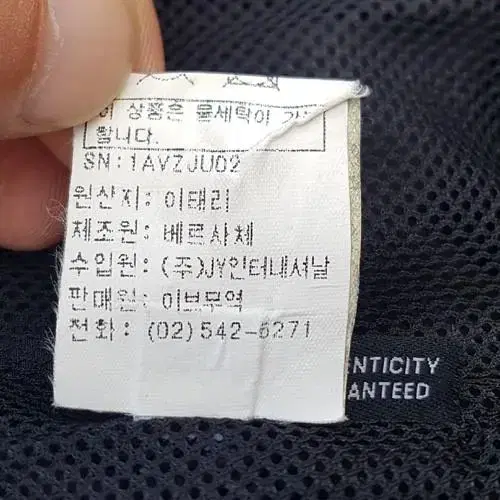 이 상품은 물세탁이 가
합니다.
SN:1AVZJU02
원산지: 이태리
제조원: 베르사체
수입원: (주)JY인터내셔날
판매원: 이브무역
전화: (02)542-6271
NTICITY
ANTEED